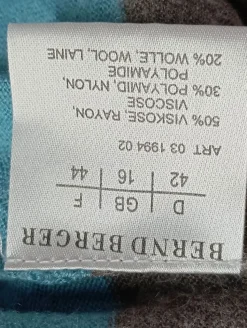 BERND BERGER
D | GB | F
42 | 16 | 44
ART 03 1994 02
50% VISKOSE, RAYON,
VISCOSE
30% POLYAMID, NYLON,
POLYAMIDE
20% WOLLE, WOOL, LAINE